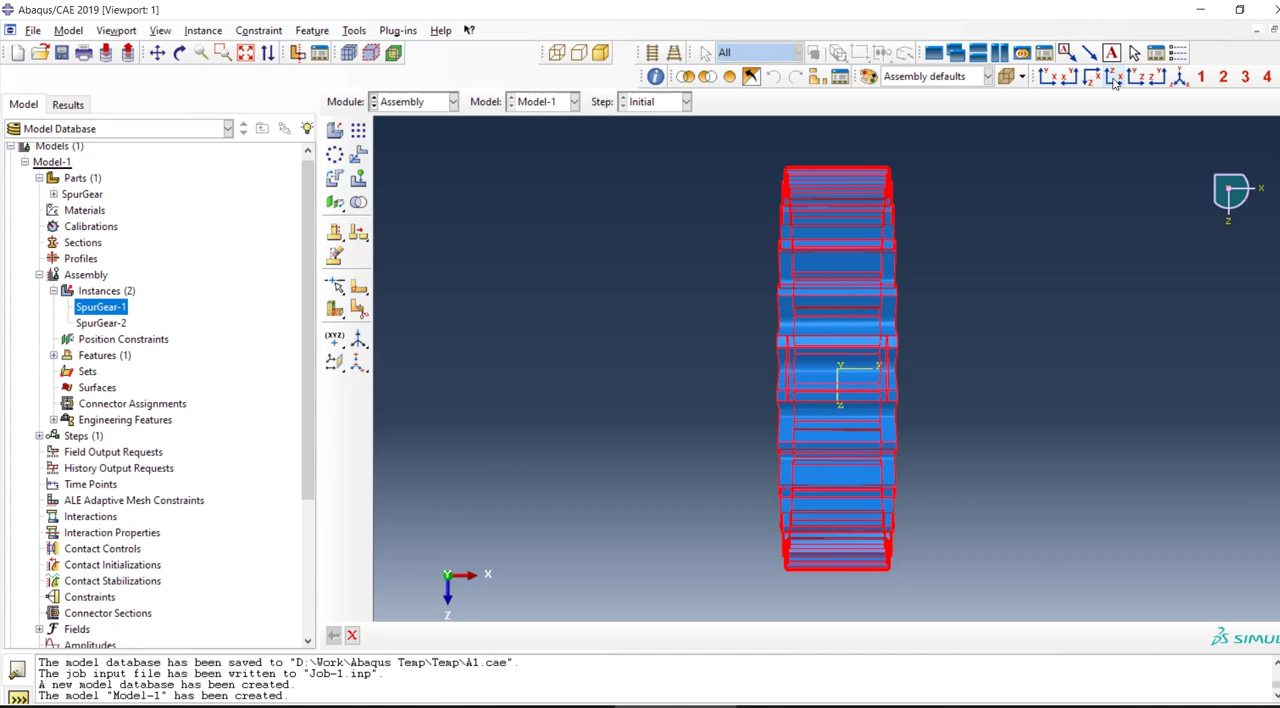 Abaqus/CAE 2019 [Viewport: 1]
File Model Viewport View Instance Constraint Feature Tools Plug-ins Help
All
Assembly defaults
1 2 3 4
Model Results
Module: Assembly Model: Model-1 Step: Initial
Model Database
Models (1)
Model-1
Parts (1)
SpurGear
Materials
Calibrations
Sections
Profiles
Assembly
Instances (2)
SpurGear-1
SpurGear-2
Position Constraints
Features (1)
Sets
Surfaces
Connector Assignments
Engineering Features
Steps (1)
Field Output Requests
History Output Requests
Time Points
ALE Adaptive Mesh Constraints
Interactions
Interaction Properties
Contact Controls
Contact Initializations
Contact Stabilizations
Constraints
Connector Sections
Fields
Amplitudes
(XYZ)
X
Z
Y X
Z
Y X
Z
SIMU
The model database has been saved to "D:\Work\Abaqus Temp\Temp\A1.cae".
The job input file has been written to "Job-1.inp".
A new model database has been created.
The model "Model-1" has been created.